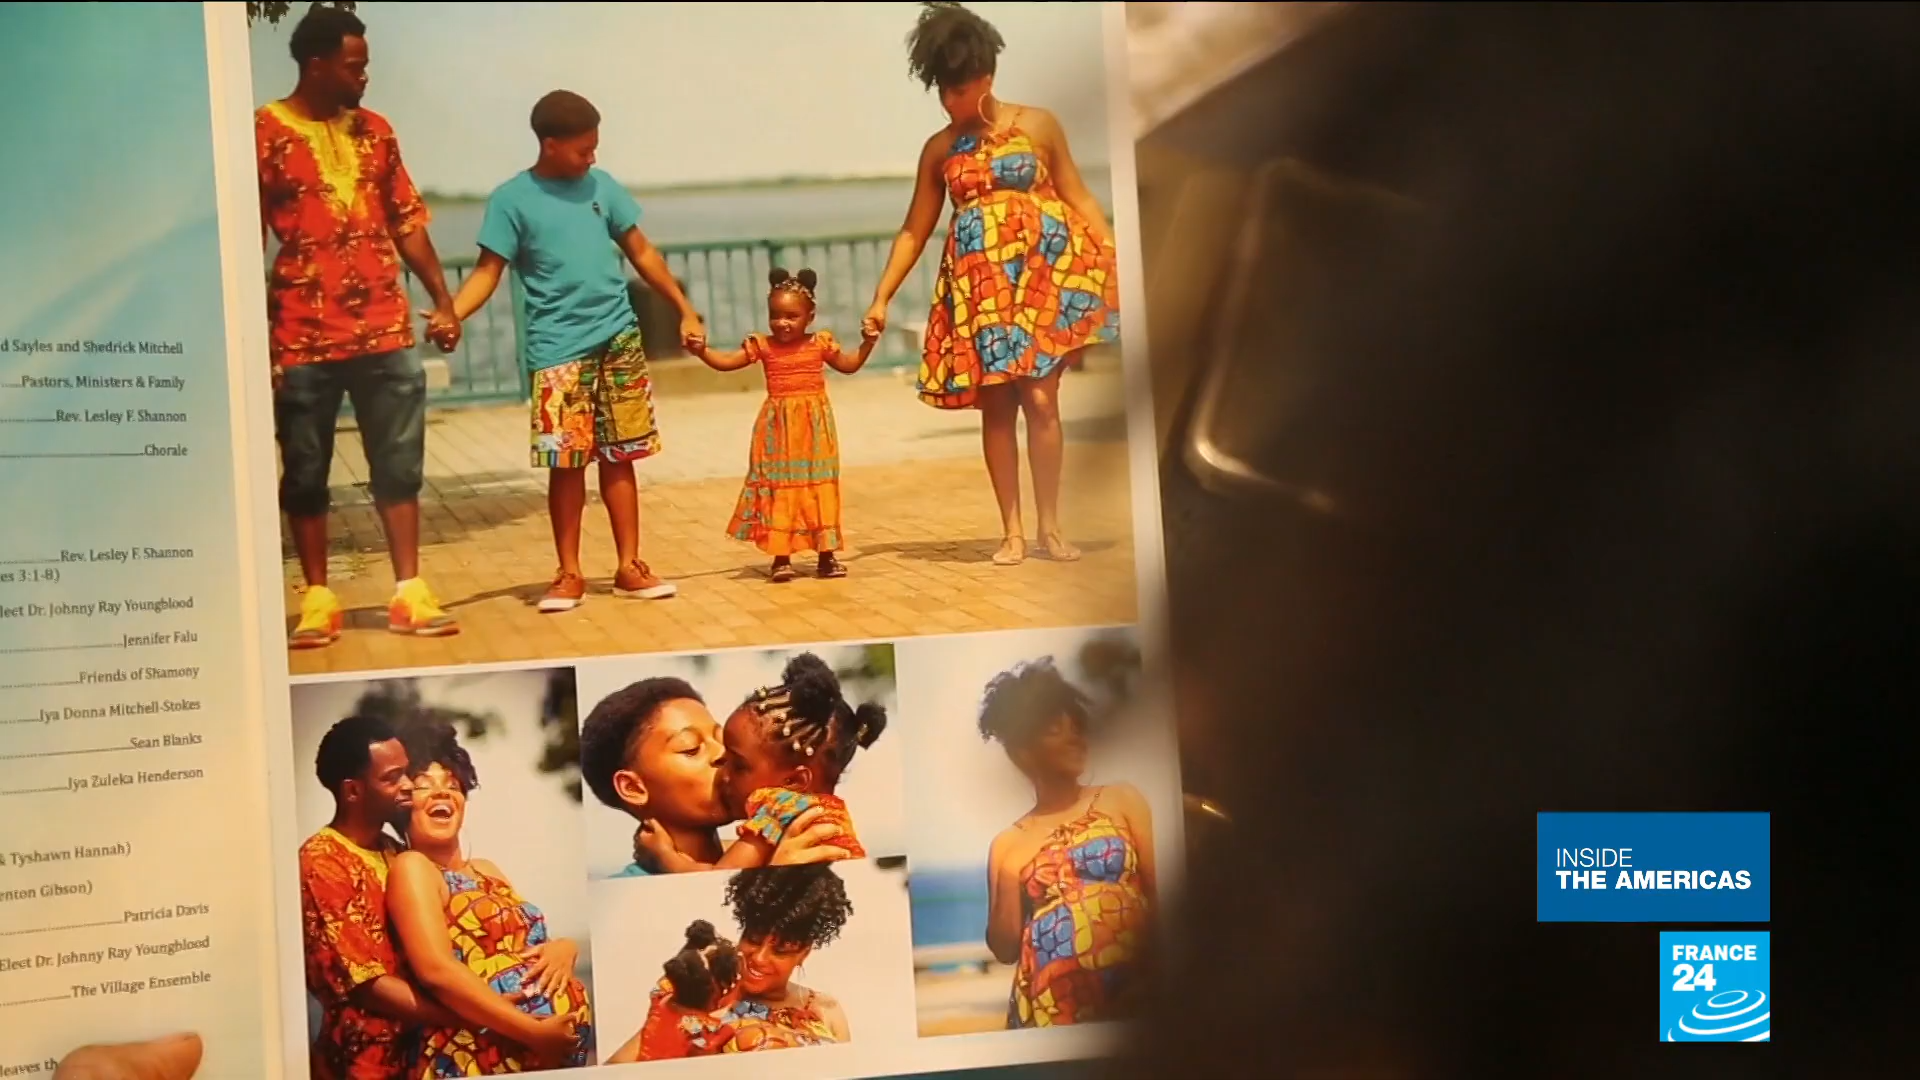 d Sayles and Shedrick Mitchell
Pastors, Ministers & Family
Rev. Lesley F. Shannon
Chorale
Rev. Lesley F. Shannon
es 3:1-8)
lect Dr. Johnny Ray Youngblood
Jennifer Falu
Friends of Shamony
Iya Donna Mitchell-Stokes
Sean Blanks
Iya Zuleka Henderson
& Tyshawn Hannah)
enton Gibson)
Patricia Davis
Elect Dr. Johnny Ray Youngblood
The Village Ensemble
leaves th
INSIDE
THE AMERICAS
FRANCE
24